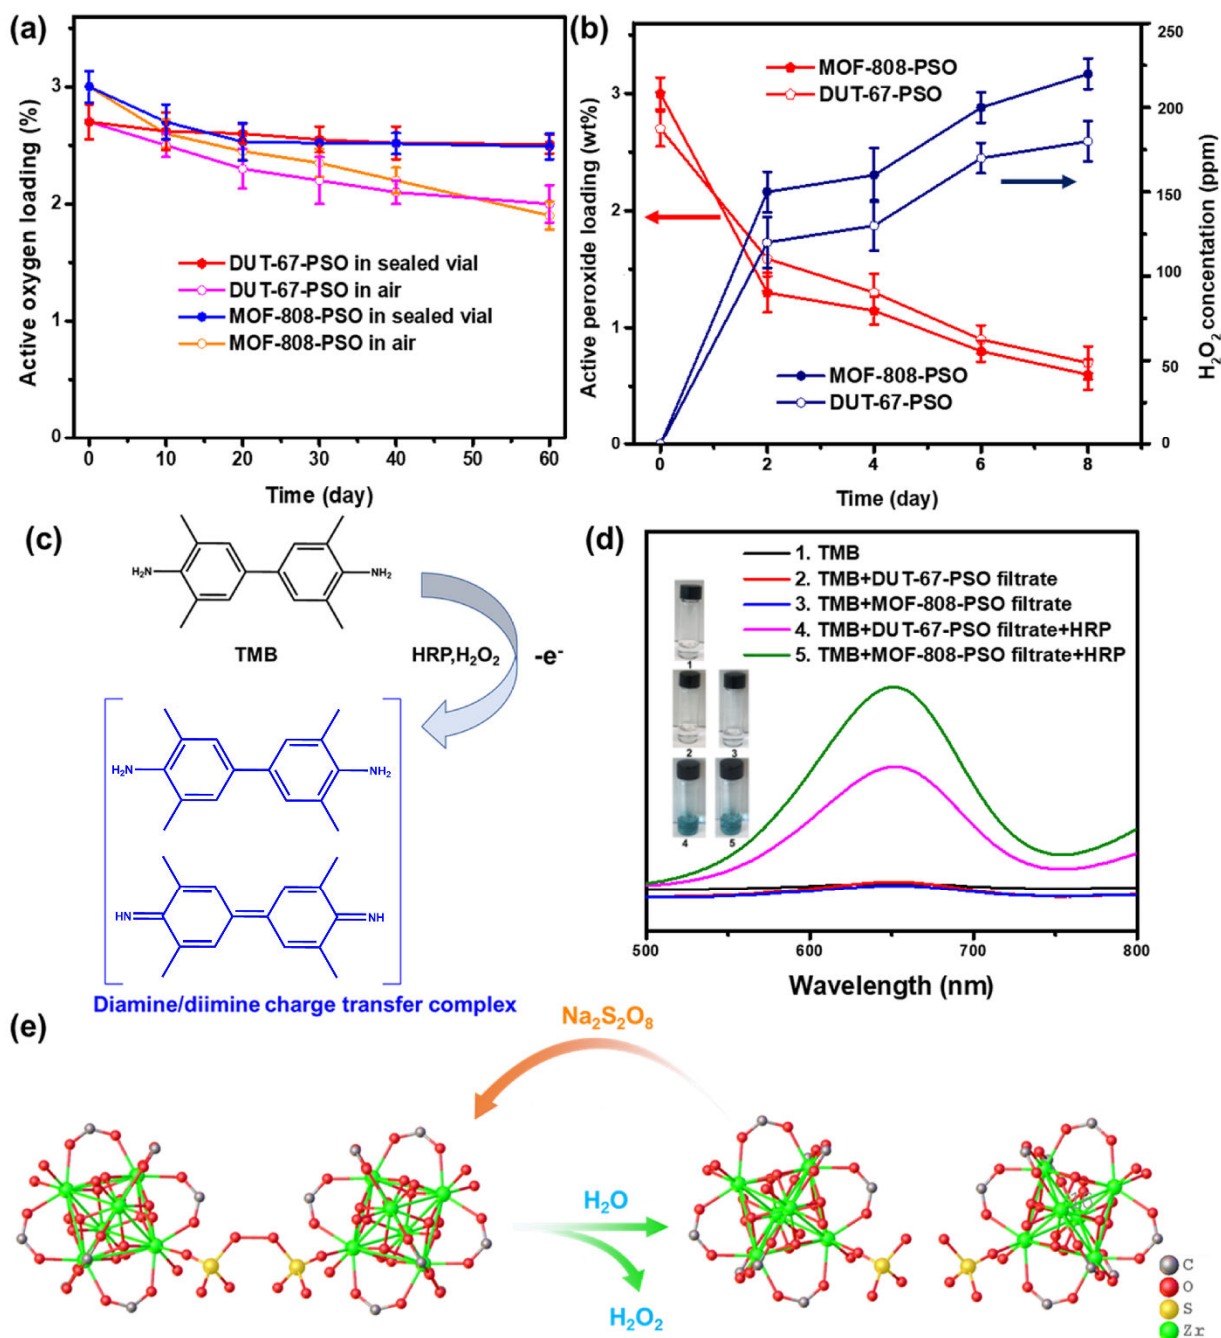 (a)
Active oxygen loading (%)
3
2
1
0
DUT-67-PSO in sealed vial
DUT-67-PSO in air
MOF-808-PSO in sealed vial
MOF-808-PSO in air
0 10 20 30 40 50 60
Time (day)
(b)
Active peroxide loading (wt%)
3
2
1
0
MOF-808-PSO
DUT-67-PSO
MOF-808-PSO
DUT-67-PSO
250
200
150
100
50
0
H₂O₂ concentration (ppm)
0 2 4 6 8
Time (day)
(c)
H₂N
NH₂
TMB
HRP,H₂O₂
-e⁻
H₂N
NH₂
HN
NH
Diamine/diimine charge transfer complex
(d)
1. TMB
2. TMB+DUT-67-PSO filtrate
3. TMB+MOF-808-PSO filtrate
4. TMB+DUT-67-PSO filtrate+HRP
5. TMB+MOF-808-PSO filtrate+HRP
1
2 3
4 5
500 600 700 800
Wavelength (nm)
(e)
Na₂S₂O₈
H₂O
H₂O₂
C
O
S
Zr